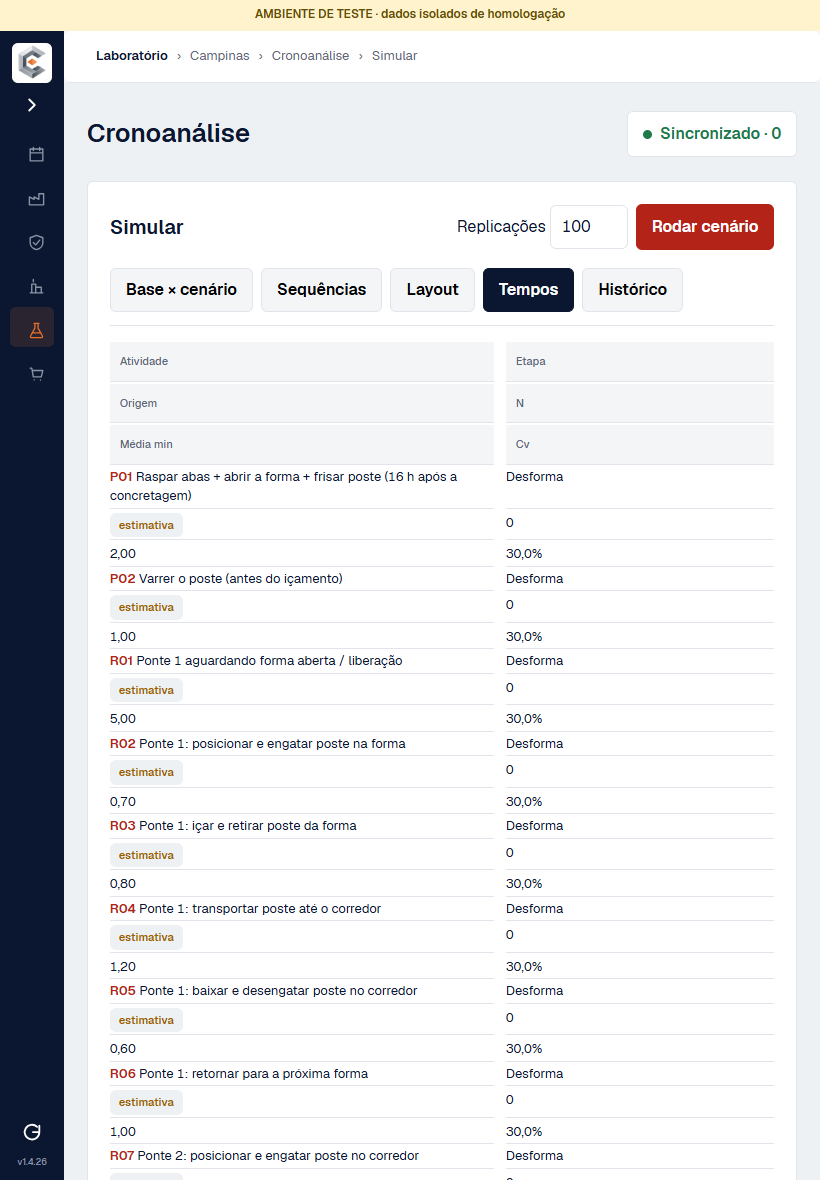 AMBIENTE DE TESTE · dados isolados de homologação
Laboratório › Campinas › Cronoanálise › Simular
Cronoanálise
Sincronizado · 0
Simular
Replicações 100 Rodar cenário
Base × cenário Sequências Layout Tempos Histórico
Atividade Etapa
Origem N
Média min Cv
P01 Raspar abas + abrir a forma + frisar poste (16 h após a Desforma
concretagem)
estimativa 0
2,00 30,0%
P02 Varrer o poste (antes do içamento) Desforma
estimativa 0
1,00 30,0%
R01 Ponte 1 aguardando forma aberta / liberação Desforma
estimativa 0
5,00 30,0%
R02 Ponte 1: posicionar e engatar poste na forma Desforma
estimativa 0
0,70 30,0%
R03 Ponte 1: içar e retirar poste da forma Desforma
estimativa 0
0,80 30,0%
R04 Ponte 1: transportar poste até o corredor Desforma
estimativa 0
1,20 30,0%
R05 Ponte 1: baixar e desengatar poste no corredor Desforma
estimativa 0
0,60 30,0%
R06 Ponte 1: retornar para a próxima forma Desforma
estimativa 0
1,00 30,0%
R07 Ponte 2: posicionar e engatar poste no corredor Desforma
v1.4.26